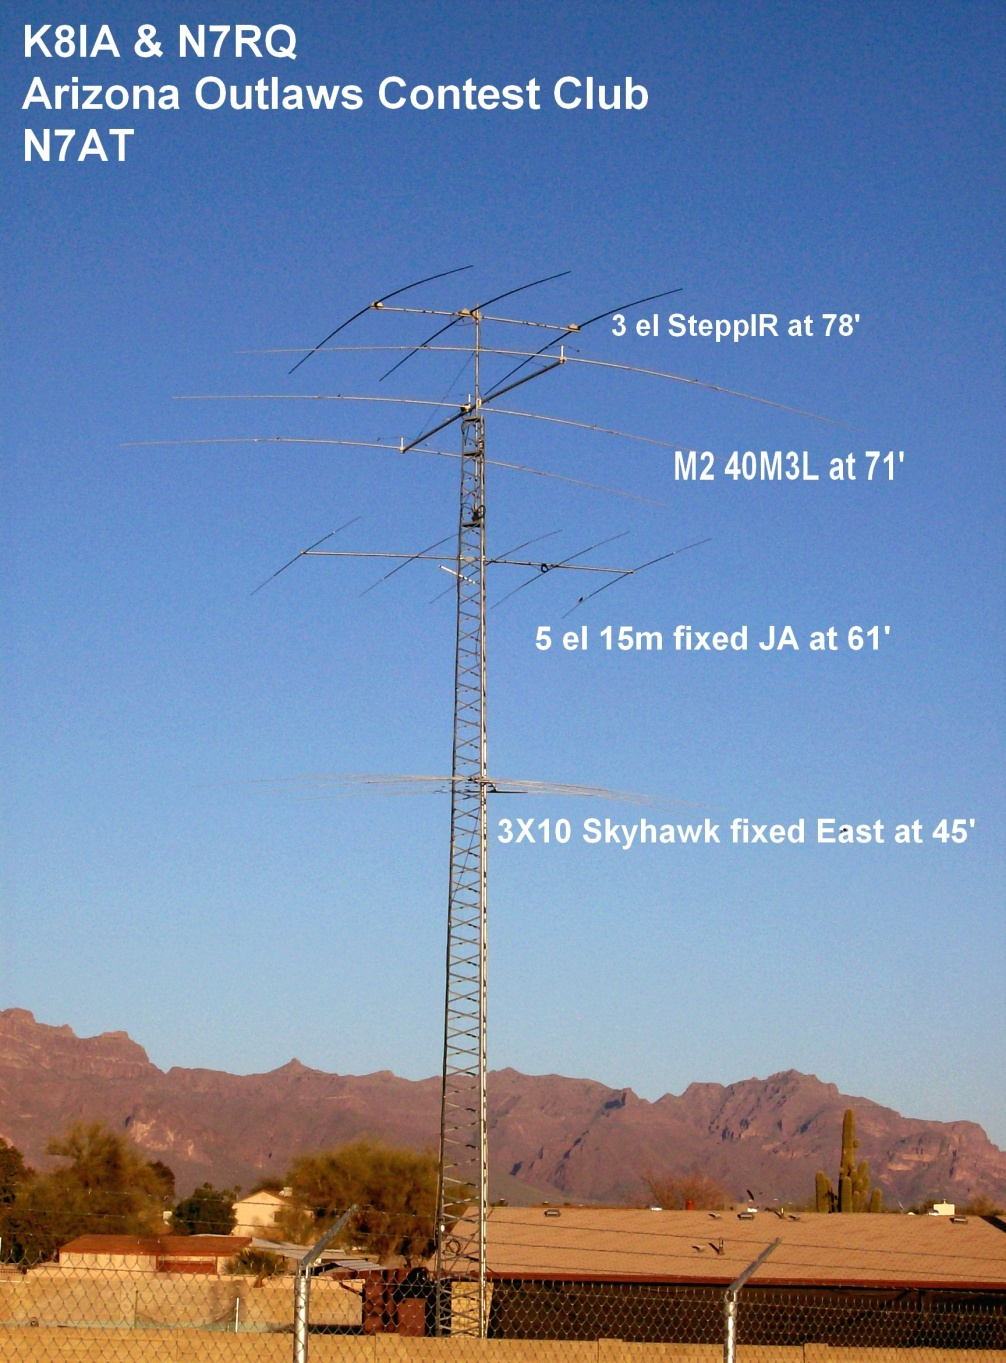 K8IA & N7RQ
Arizona Outlaws Contest Club
N7AT
3 el SteppIR at 78'
M2 40M3L at 71'
5 el 15m fixed JA at 61'
3X10 Skyhawk fixed East at 45'